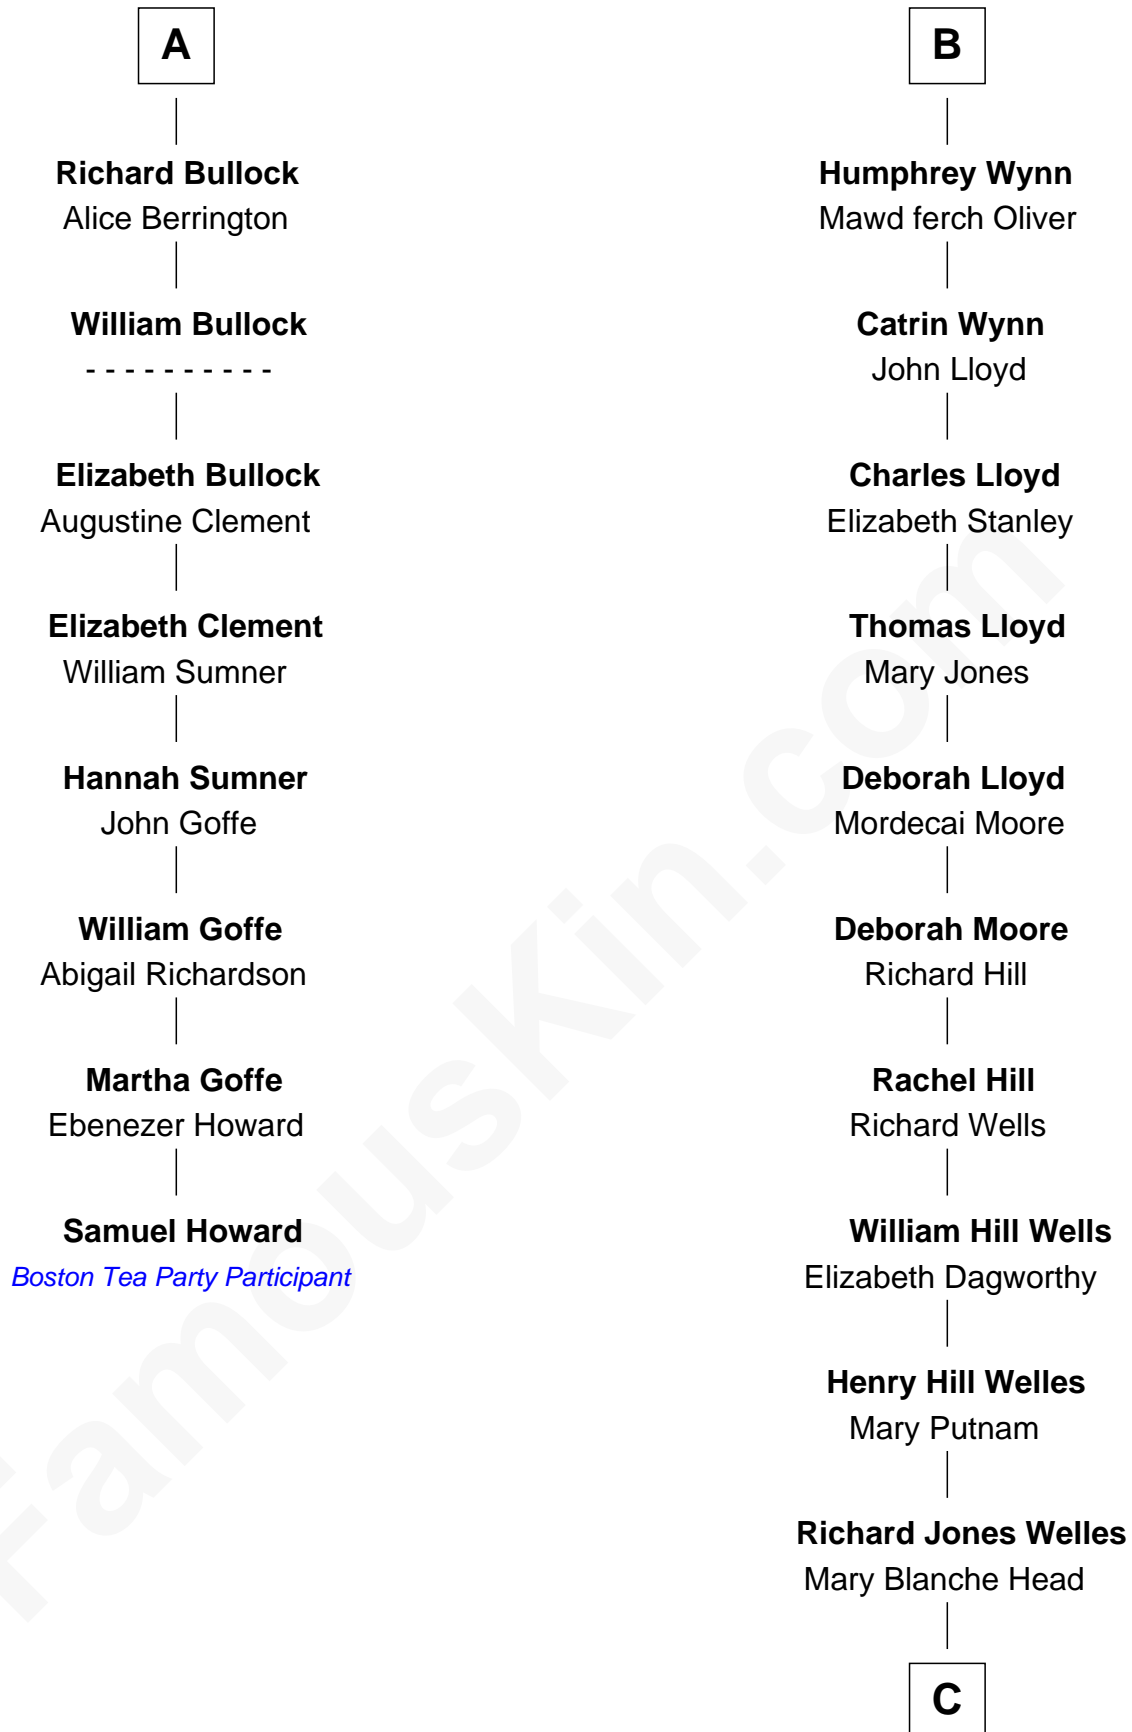 A
Richard Bullock
Alice Berrington
William Bullock
- - - - - - - - - -
Elizabeth Bullock
Augustine Clement
Elizabeth Clement
William Sumner
Hannah Sumner
John Goffe
William Goffe
Abigail Richardson
Martha Goffe
Ebenezer Howard
Samuel Howard
Boston Tea Party Participant
B
Humphrey Wynn
Mawd ferch Oliver
Catrin Wynn
John Lloyd
Charles Lloyd
Elizabeth Stanley
Thomas Lloyd
Mary Jones
Deborah Lloyd
Mordecai Moore
Deborah Moore
Richard Hill
Rachel Hill
Richard Wells
William Hill Wells
Elizabeth Dagworthy
Henry Hill Welles
Mary Putnam
Richard Jones Welles
Mary Blanche Head
C
FamousKin.com